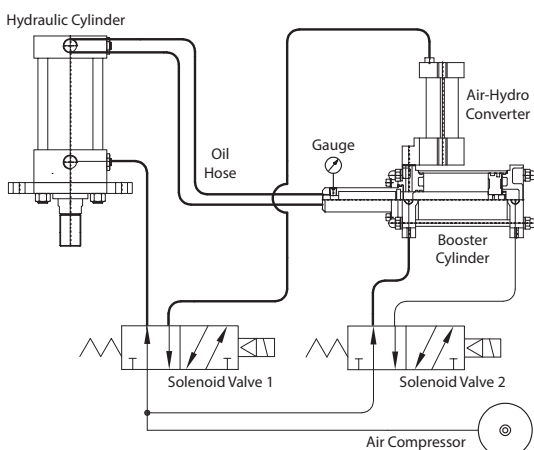 Hydraulic Cylinder
Air-Hydro
Converter
Gauge
Oil
Hose
Booster
Cylinder
Solenoid Valve 1
Solenoid Valve 2
Air Compressor